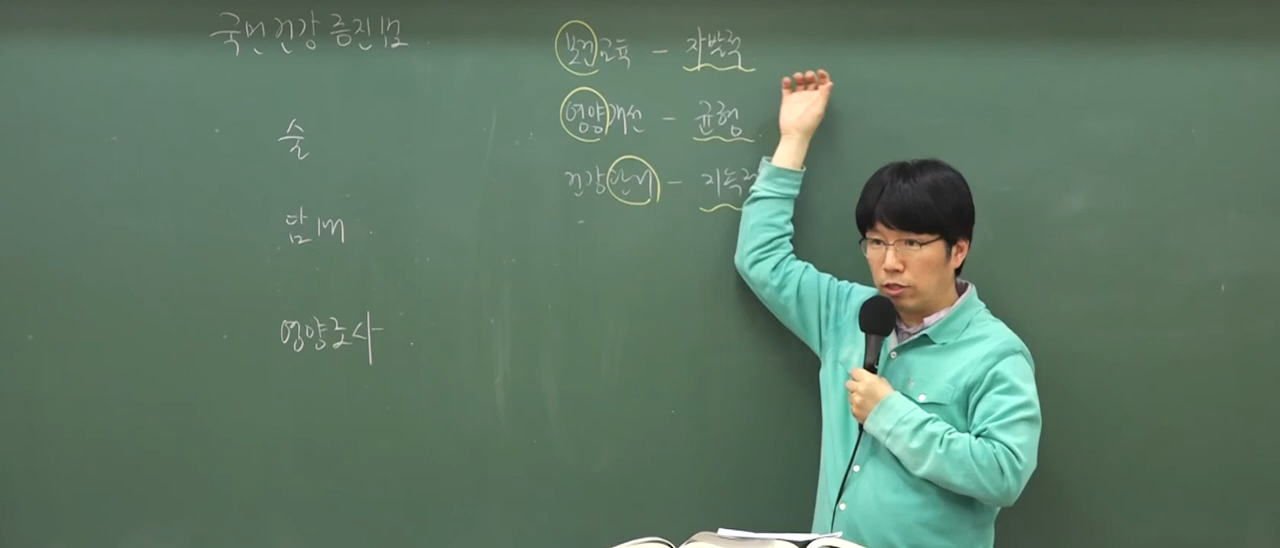 국민건강증진법
술
담배
영양조사
보건교육 - 자발적
영양개선 - 균형
건강관리 - 지속적